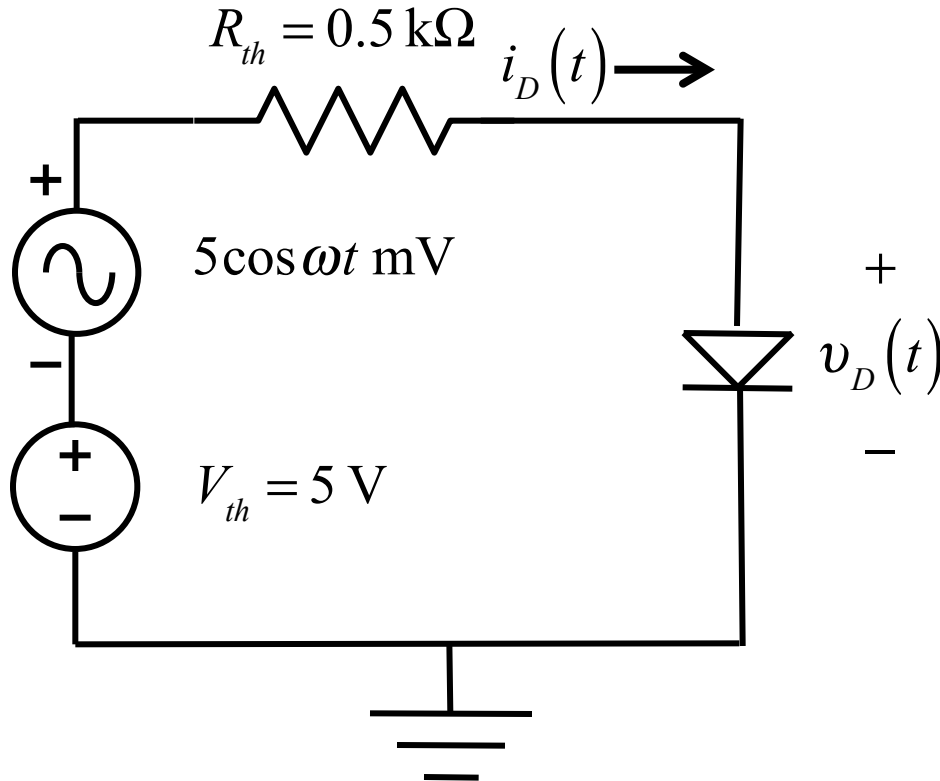 R_th = 0.5 kΩ
i_D(t)
+
5cos ωt mV
−
+
υ_D(t)
−
+
V_th = 5 V
−